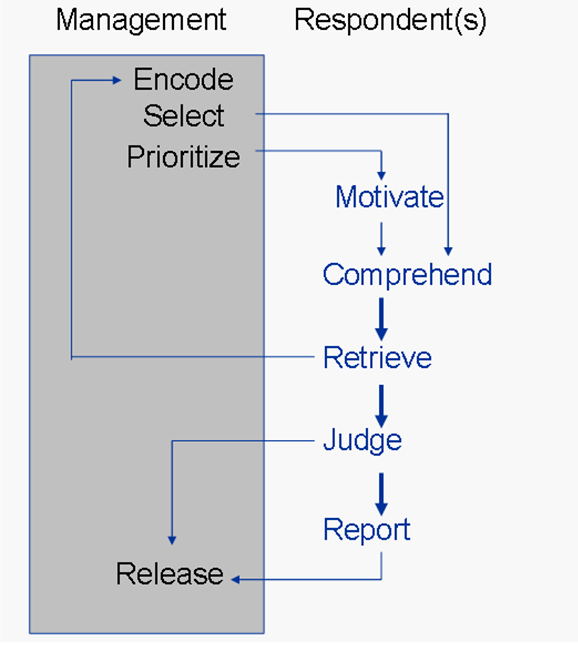 Management Respondent(s)
Encode
Select
Prioritize
Motivate
Comprehend
Retrieve
Judge
Report
Release